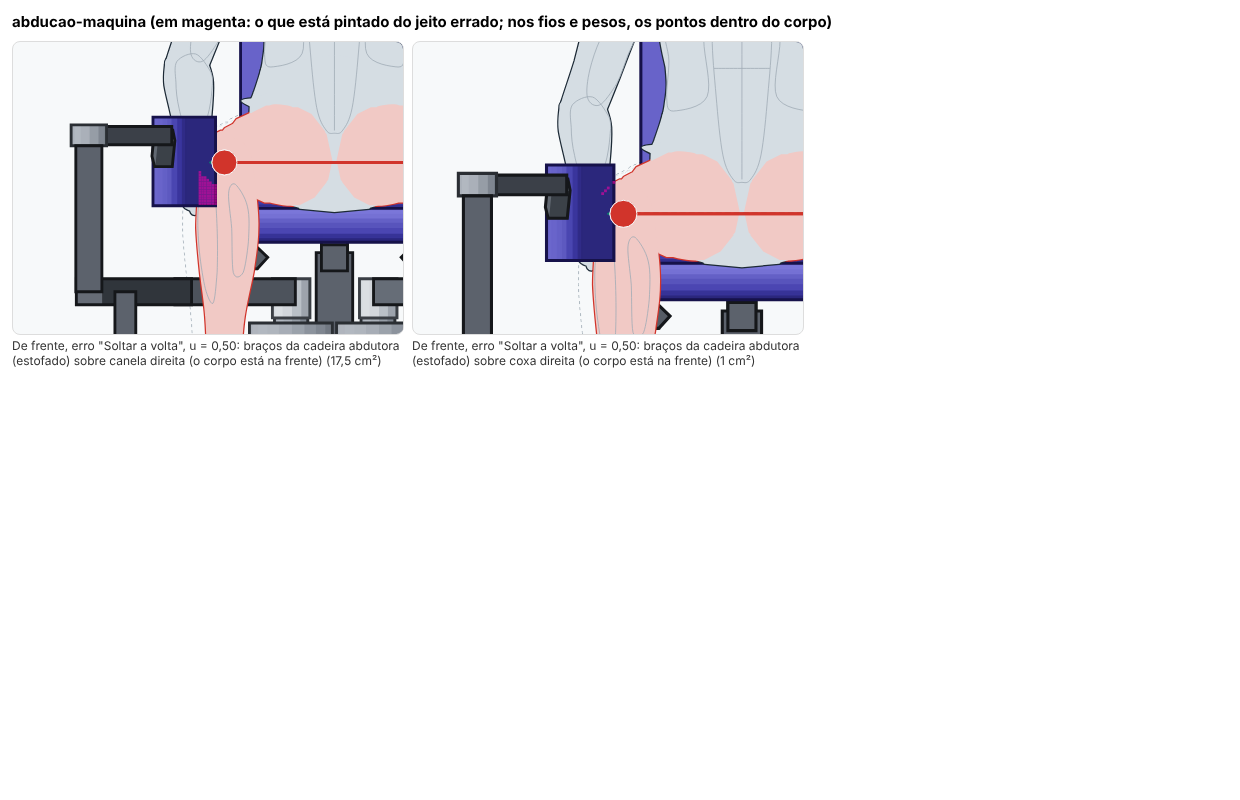 abducao-maquina (em magenta: o que está pintado do jeito errado; nos fios e pesos, os pontos dentro do corpo)
De frente, erro "Soltar a volta", u = 0,50: braços da cadeira abdutora
(estofado) sobre canela direita (o corpo está na frente) (17,5 cm²)
De frente, erro "Soltar a volta", u = 0,50: braços da cadeira abdutora
(estofado) sobre coxa direita (o corpo está na frente) (1 cm²)